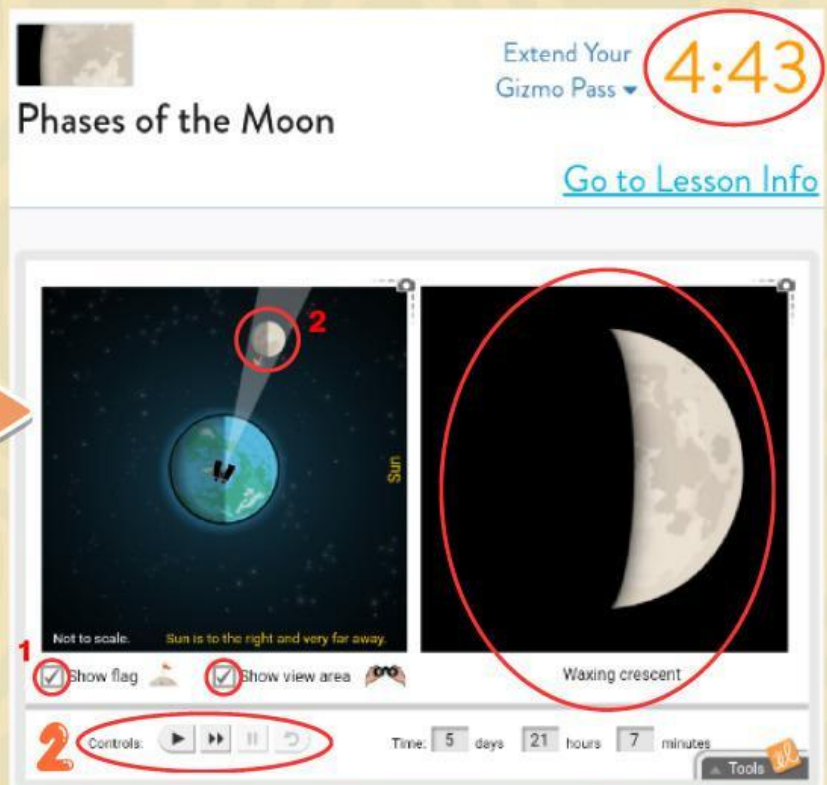 Extend Your
Gizmo Pass
4:43
Phases of the Moon
Go to Lesson Info
2
Sun
Not to scale. Sun is to the right and very far away.
1
Show flag Show view area
Waxing crescent
2
Controls:
Time: 5 days 21 hours 7 minutes
Tools
el